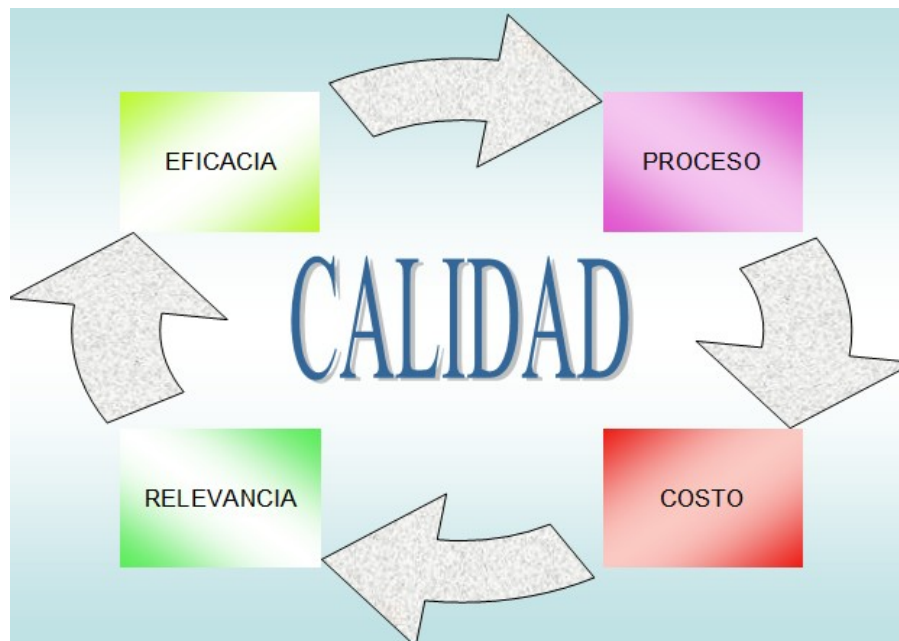 EFICACIA
PROCESO
CALIDAD
RELEVANCIA
COSTO